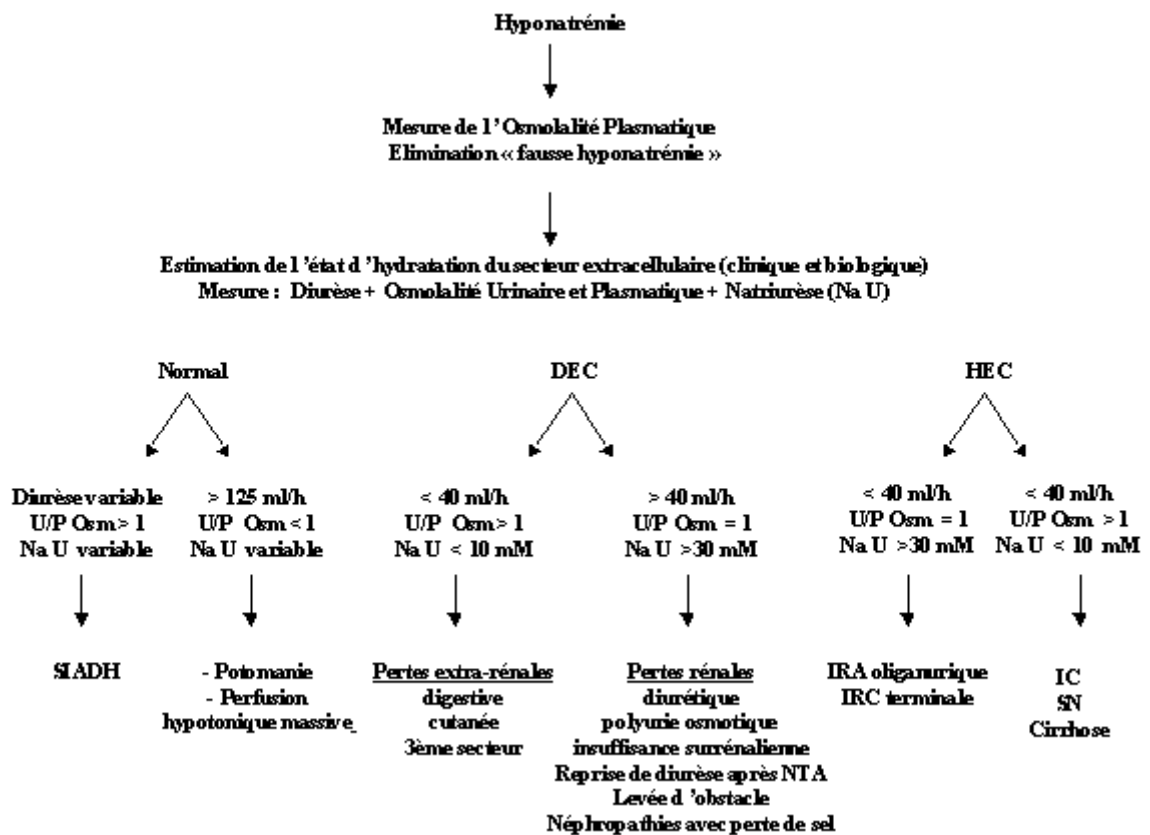 Hyponatrémie
Mesure de l ’Osmolalité Plasmatique
Elimination « fausse hyponatrémie »
Estimation de l ’état d ’hydratation du secteur extracellulaire (clinique et biologique)
Mesure : Diurèse + Osmolalité Urinaire et Plasmatique + Natriurèse (Na U)
Normal
DEC
HEC
Diurèse variable
U/P Osm > 1
Na U variable
> 125 ml/h
U/P Osm < 1
Na U variable
< 40 ml/h
U/P Osm > 1
Na U < 10 mM
> 40 ml/h
U/P Osm = 1
Na U >30 mM
< 40 ml/h
U/P Osm = 1
Na U >30 mM
< 40 ml/h
U/P Osm > 1
Na U < 10 mM
SIADH
- Potomanie
- Perfusion
hypotonique massive
Pertes extra-rénales
digestive
cutanée
3ème secteur
Pertes rénales
diurétique
polyurie osmotique
insuffisance surrénalienne
Reprise de diurèse après NTA
Levée d ’obstacle
Néphropathies avec perte de sel
IRA oliganurique
IRC terminale
IC
SN
Cirrhose